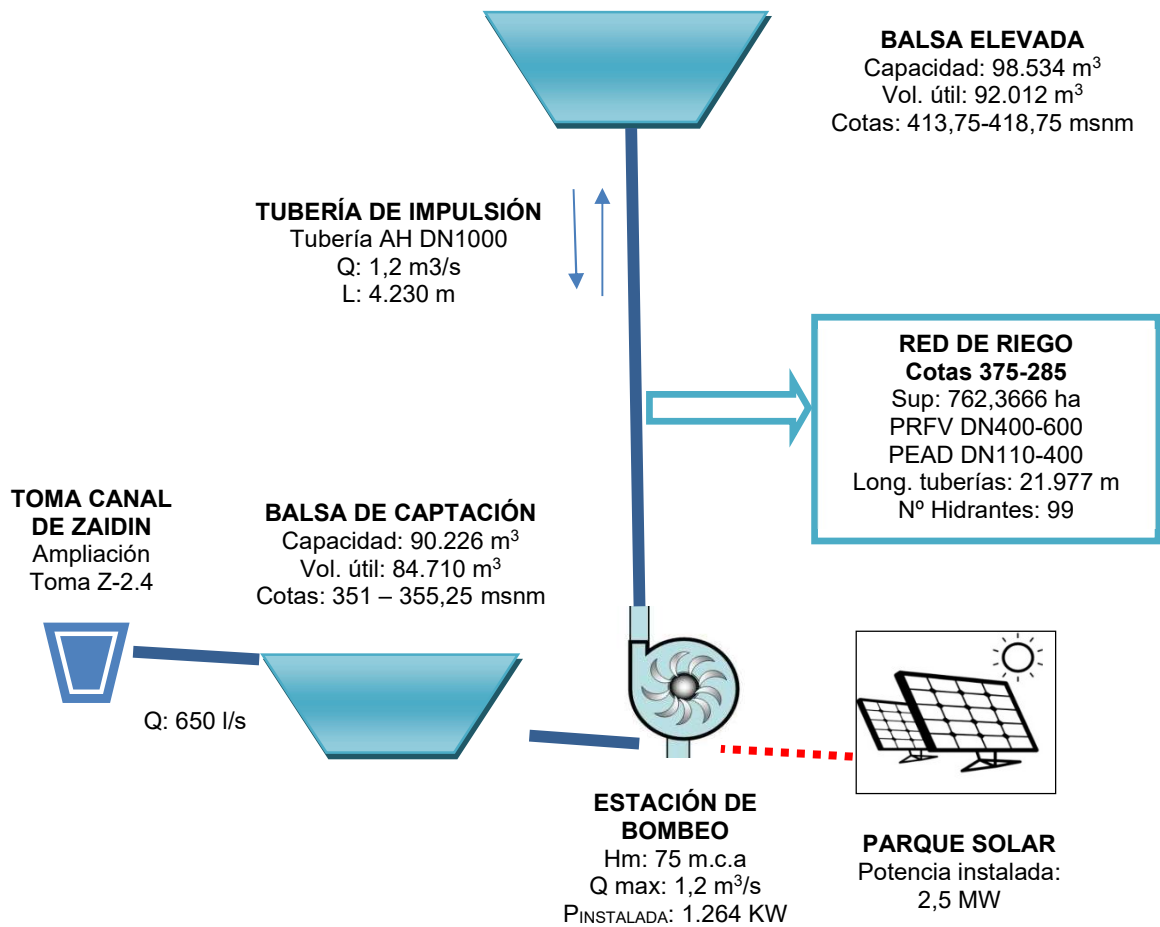 BALSA ELEVADA
Capacidad: 98.534 m³
Vol. útil: 92.012 m³
Cotas: 413,75-418,75 msnm
TUBERÍA DE IMPULSIÓN
Tubería AH DN1000
Q: 1,2 m3/s
L: 4.230 m
RED DE RIEGO
Cotas 375-285
Sup: 762,3666 ha
PRFV DN400-600
PEAD DN110-400
Long. tuberías: 21.977 m
Nº Hidrantes: 99
TOMA CANAL
DE ZAIDIN
Ampliación
Toma Z-2.4
BALSA DE CAPTACIÓN
Capacidad: 90.226 m³
Vol. útil: 84.710 m³
Cotas: 351 – 355,25 msnm
Q: 650 l/s
ESTACIÓN DE
BOMBEO
Hm: 75 m.c.a
Q max: 1,2 m³/s
PINSTALADA: 1.264 KW
PARQUE SOLAR
Potencia instalada:
2,5 MW